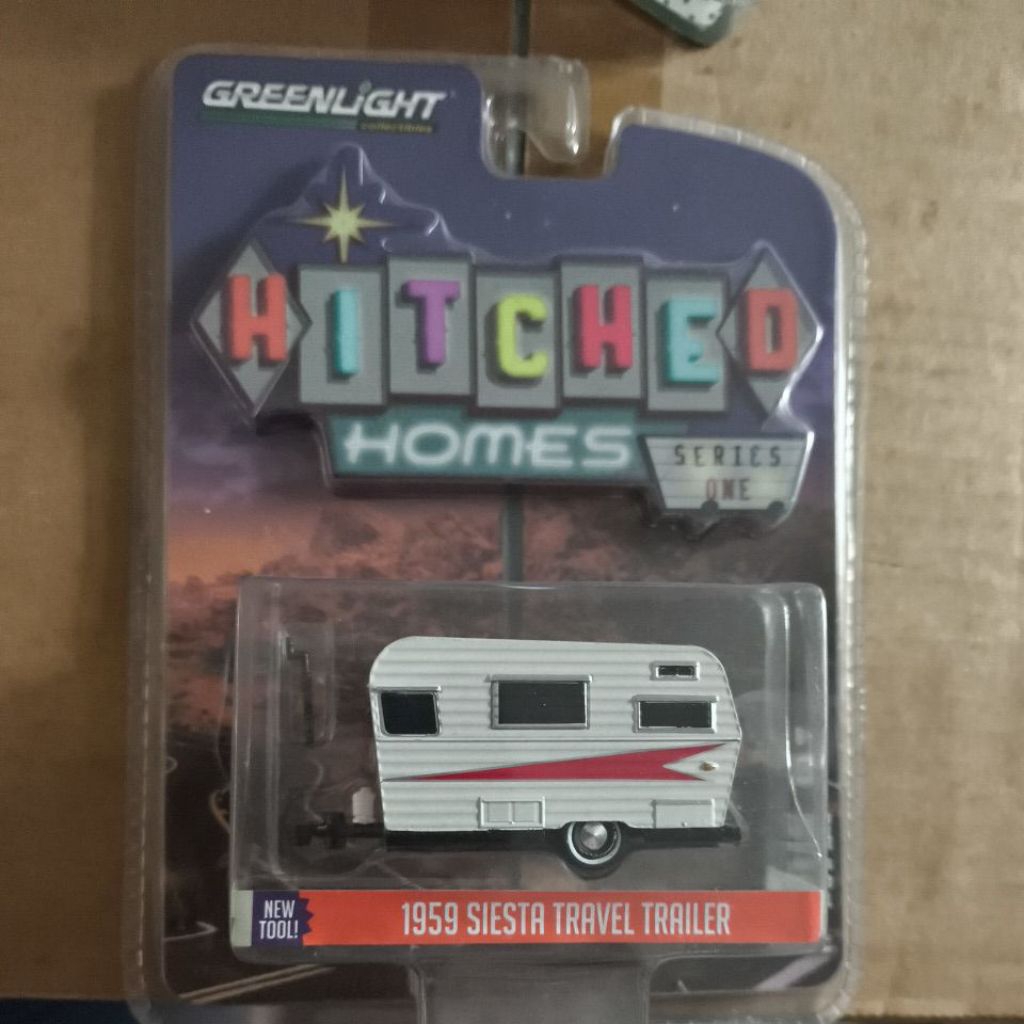 GREENLiGHT
collectibles
HITCHED
HOMES
SERIES
ONE
NEW
TOOL!
1959 SIESTA TRAVEL TRAILER